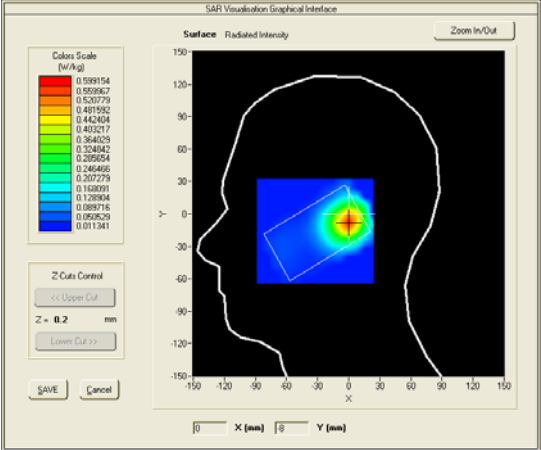 SAR Visualisation Graphical Interface
Surface Radiated Intensity
Zoom In/Out
Colors Scale
(W/kg)
0.599154
0.559967
0.520779
0.481592
0.442404
0.403217
0.364029
0.324842
0.285654
0.246466
0.207279
0.168091
0.128904
0.089716
0.050529
0.011341
Z-Cuts Control
<< Upper Cut
Z = 0.2 mm
Lower Cut >>
SAVE Cancel
150
120
90
60
30
Y 0
-30
-60
-90
-120
-150
-150 -120 -90 -60 -30 0 30 60 90 120 150
X
0 X (mm) -8 Y (mm)